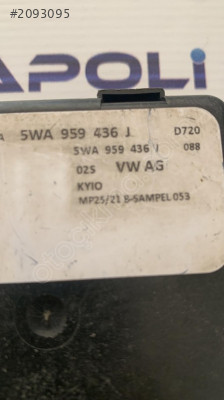 #2093095
APOLİ
A 5WA 959 436 J D720
5WA 959 436 J 088
025 VW AG
KYIO
MP25/21 B-SAMPEL 053